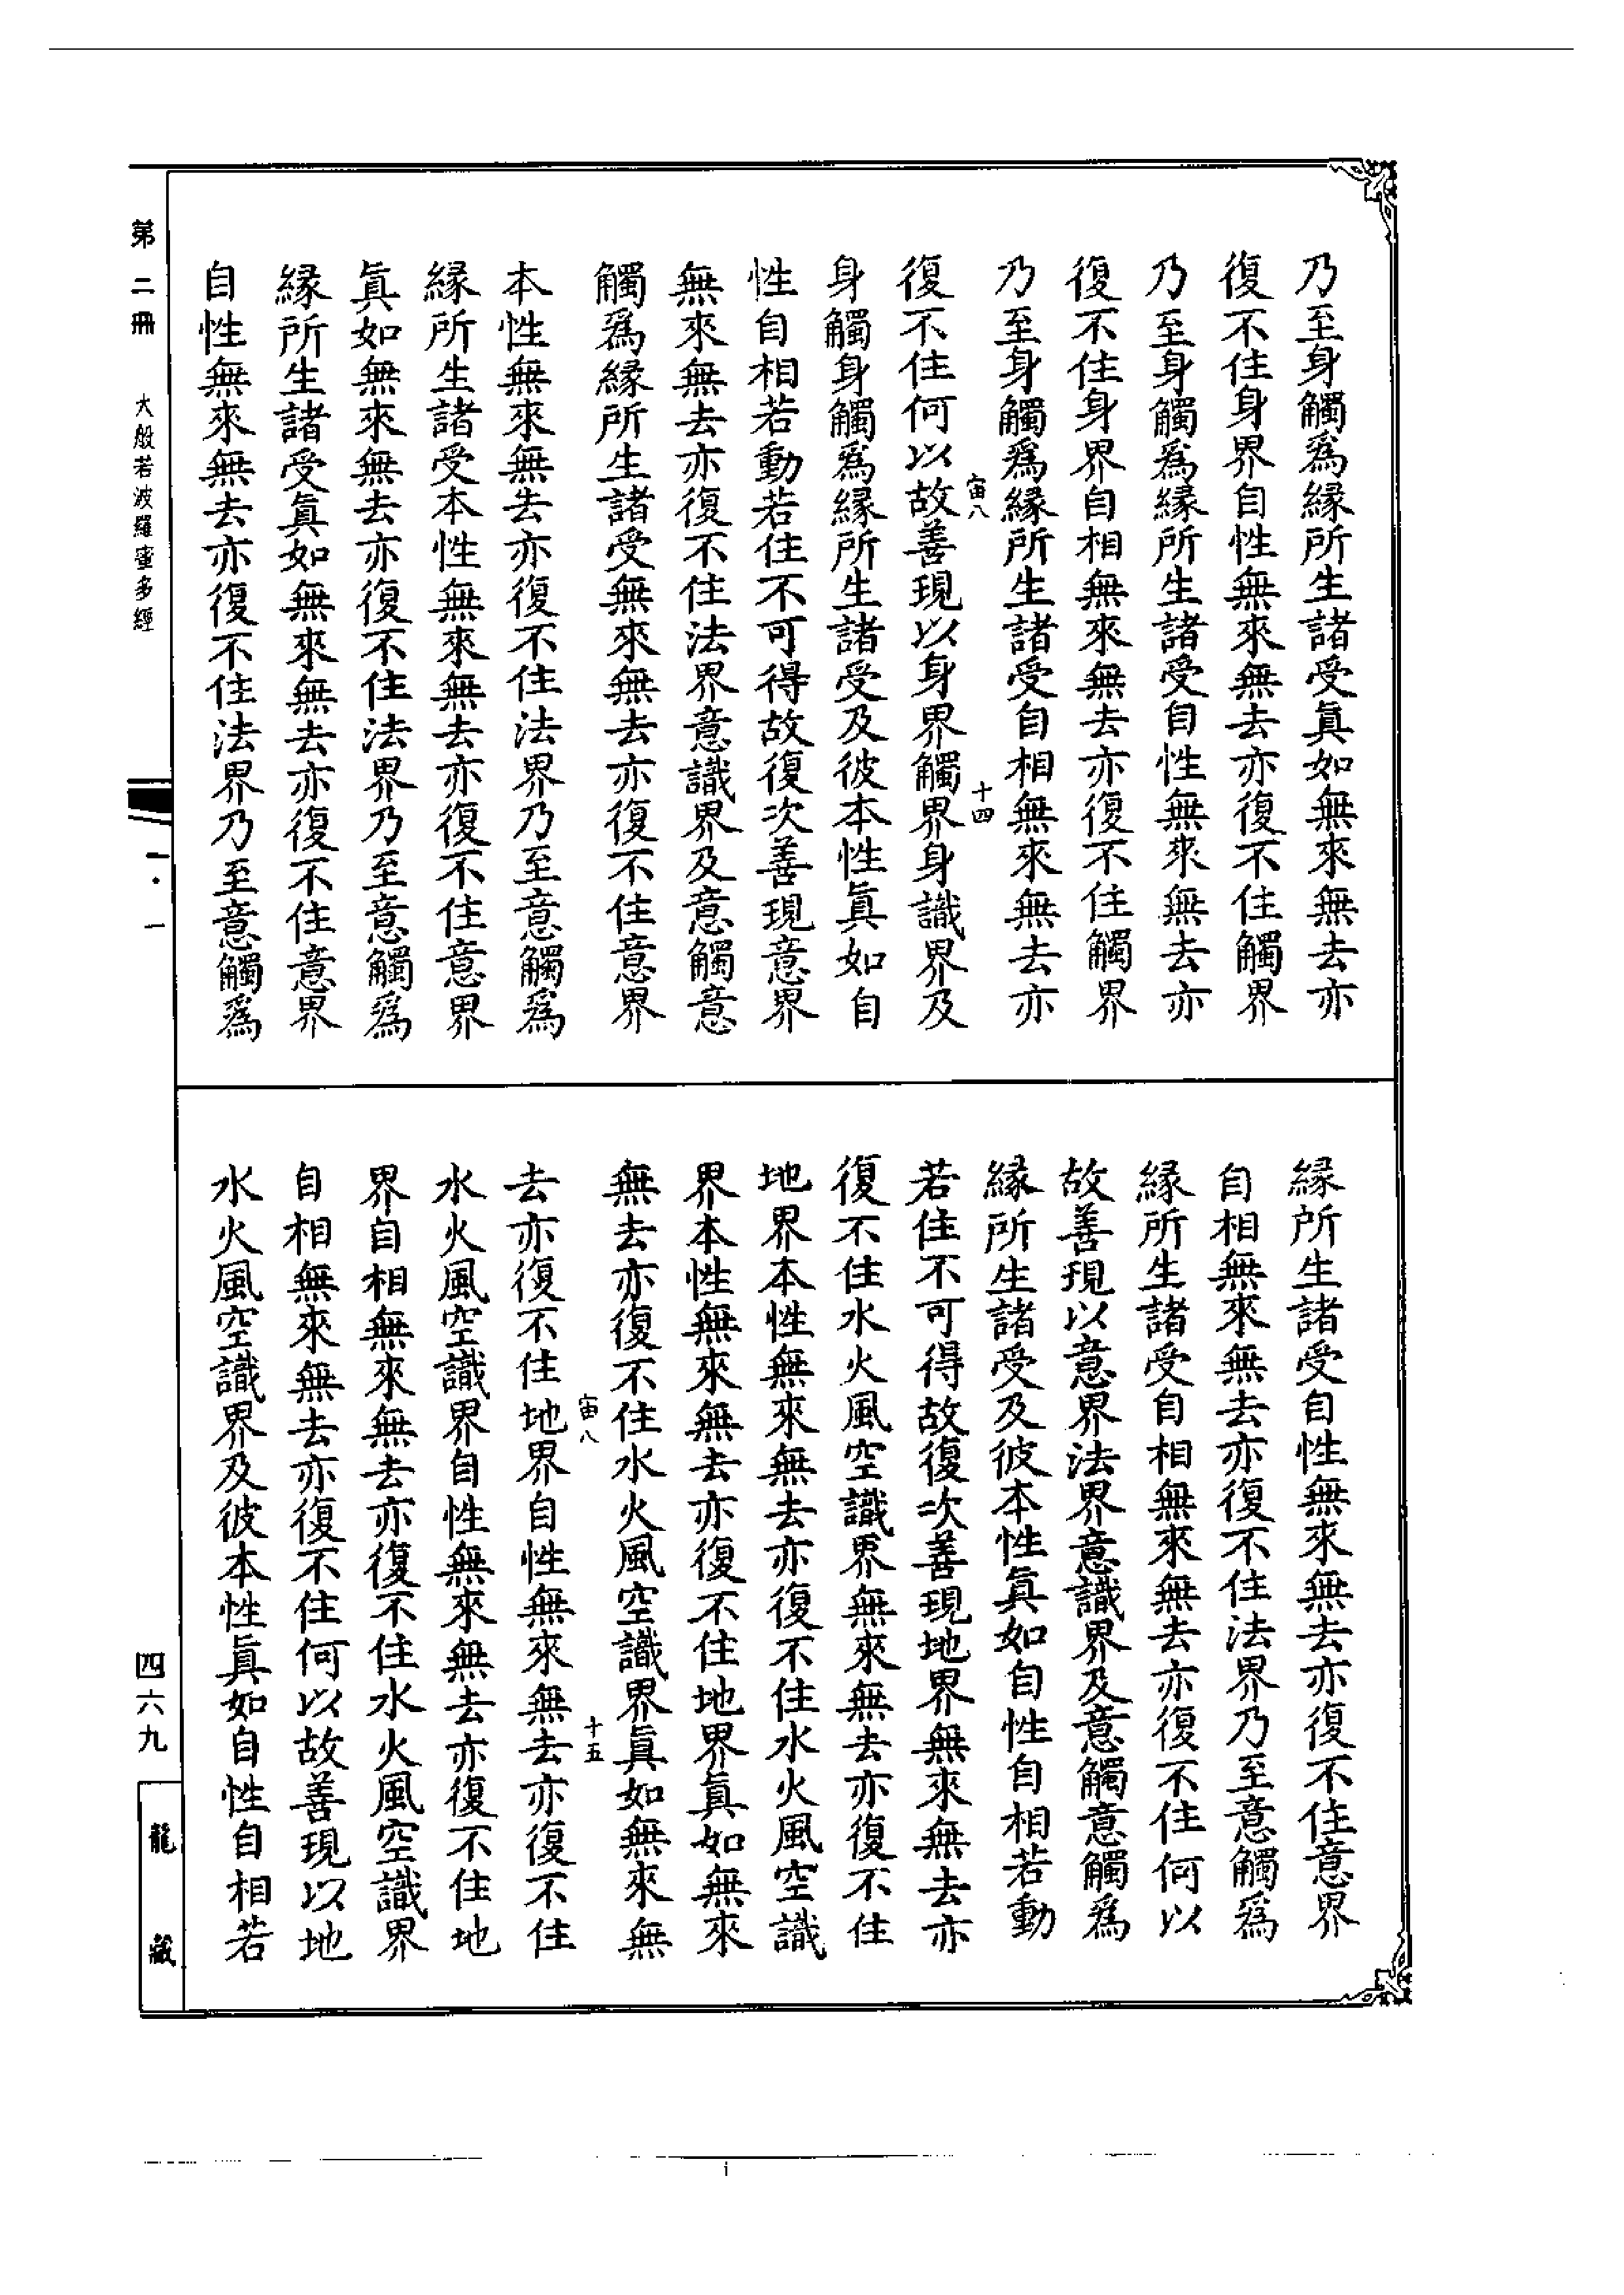 乃至身觸爲緣所生諸受眞如無來無去亦
復不住身界自性無來無去亦復不住觸界
乃至身觸爲緣所生諸受自性無來無去亦
復不住身界自相無來無去亦復不住觸界
乃至身觸爲緣所生諸受自相無來無去亦
宙八
十四
復不住何以故善現以身界觸界身識界及
身觸身觸爲緣所生諸受及彼本性眞如自
性自相若動若住不可得故復次善現意界
無來無去亦復不住法界意識界及意觸意
觸爲緣所生諸受無來無去亦復不住意界
本性無來無去亦復不住法界乃至意觸爲
緣所生諸受本性無來無去亦復不住意界
眞如無來無去亦復不住法界乃至意觸爲
緣所生諸受眞如無來無去亦復不住意界
自性無來無去亦復不住法界乃至意觸爲
緣所生諸受自性無來無去亦復不住意界
自相無來無去亦復不住法界乃至意觸爲
緣所生諸受自相無來無去亦復不住何以
故善現以意界法界意識界及意觸意觸爲
緣所生諸受及彼本性眞如自性自相若動
若住不可得故復次善現地界無來無去亦
復不住水火風空識界無來無去亦復不住
地界本性無來無去亦復不住水火風空識
界本性無來無去亦復不住地界眞如無來
無去亦復不住水火風空識界眞如無來無
宙八
十五
去亦復不住地界自性無來無去亦復不住
水火風空識界自性無來無去亦復不住地
界自相無來無去亦復不住水火風空識界
自相無來無去亦復不住何以故善現以地
水火風空識界及彼本性眞如自性自相若
第二冊
大般若波羅蜜多經
一·一
四六九
龍藏